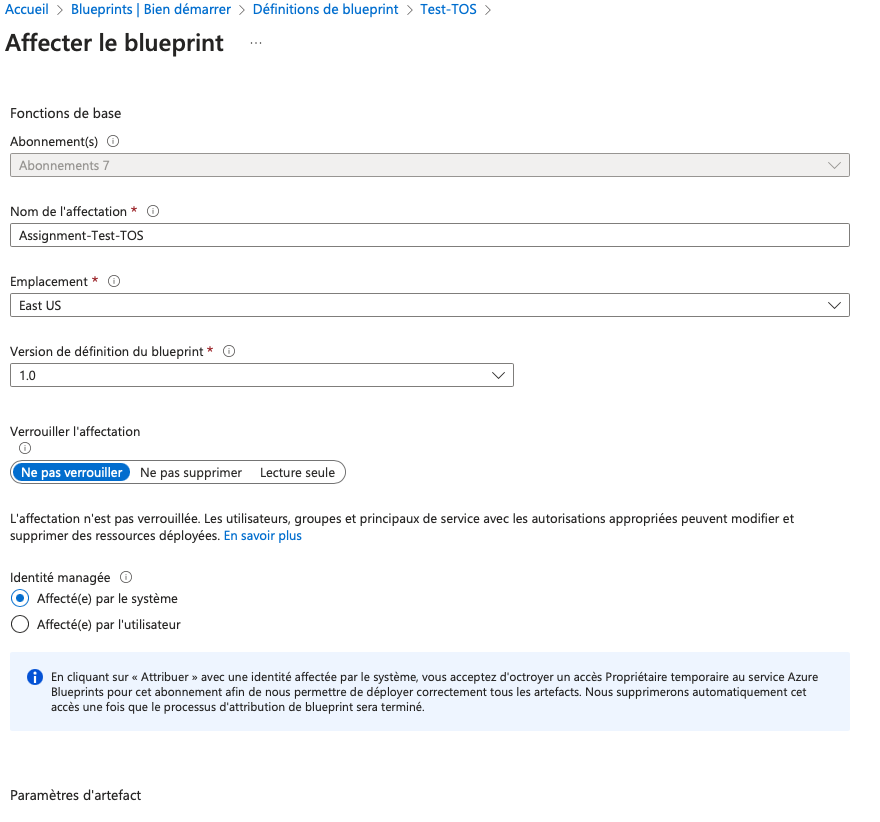 Accueil > Blueprints | Bien démarrer > Définitions de blueprint > Test-TOS >
Affecter le blueprint ...
Fonctions de base
Abonnement(s)
Abonnements 7
Nom de l'affectation *
Assignment-Test-TOS
Emplacement *
East US
Version de définition du blueprint *
1.0
Verrouiller l'affectation
Ne pas verrouiller Ne pas supprimer Lecture seule
L'affectation n'est pas verrouillée. Les utilisateurs, groupes et principaux de service avec les autorisations appropriées peuvent modifier et
supprimer des ressources déployées. En savoir plus
Identité managée
Affecté(e) par le système
Affecté(e) par l'utilisateur
En cliquant sur « Attribuer » avec une identité affectée par le système, vous acceptez d'octroyer un accès Propriétaire temporaire au service Azure
Blueprints pour cet abonnement afin de nous permettre de déployer correctement tous les artefacts. Nous supprimerons automatiquement cet
accès une fois que le processus d'attribution de blueprint sera terminé.
Paramètres d'artefact